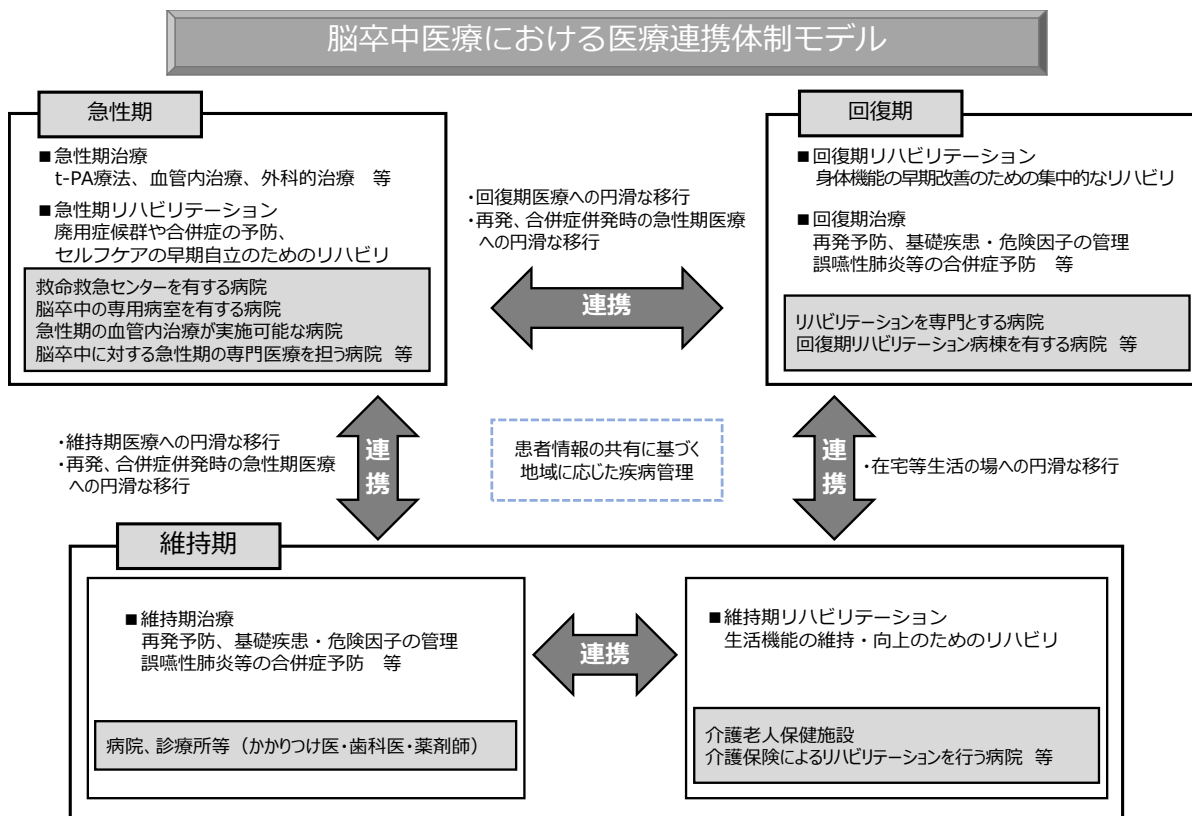 脳卒中医療における医療連携体制モデル
急性期
■急性期治療
t-PA療法、血管内治療、外科的治療　等
■急性期リハビリテーション
廃用症候群や合併症の予防、
セルフケアの早期自立のためのリハビリ
救命救急センターを有する病院
脳卒中の専用病室を有する病院
急性期の血管内治療が実施可能な病院
脳卒中に対する急性期の専門医療を担う病院 等
・回復期医療への円滑な移行
・再発、合併症併発時の急性期医療
への円滑な移行
連携
回復期
■回復期リハビリテーション
身体機能の早期改善のための集中的なリハビリ
■回復期治療
再発予防、基礎疾患・危険因子の管理
誤嚥性肺炎等の合併症予防　等
リハビリテーションを専門とする病院
回復期リハビリテーション病棟を有する病院 等
・維持期医療への円滑な移行
・再発、合併症併発時の急性期医療
への円滑な移行
連携
患者情報の共有に基づく
地域に応じた疾病管理
連携
・在宅等生活の場への円滑な移行
維持期
■維持期治療
再発予防、基礎疾患・危険因子の管理
誤嚥性肺炎等の合併症予防　等
病院、診療所等（かかりつけ医・歯科医・薬剤師）
連携
■維持期リハビリテーション
生活機能の維持・向上のためのリハビリ
介護老人保健施設
介護保険によるリハビリテーションを行う病院 等